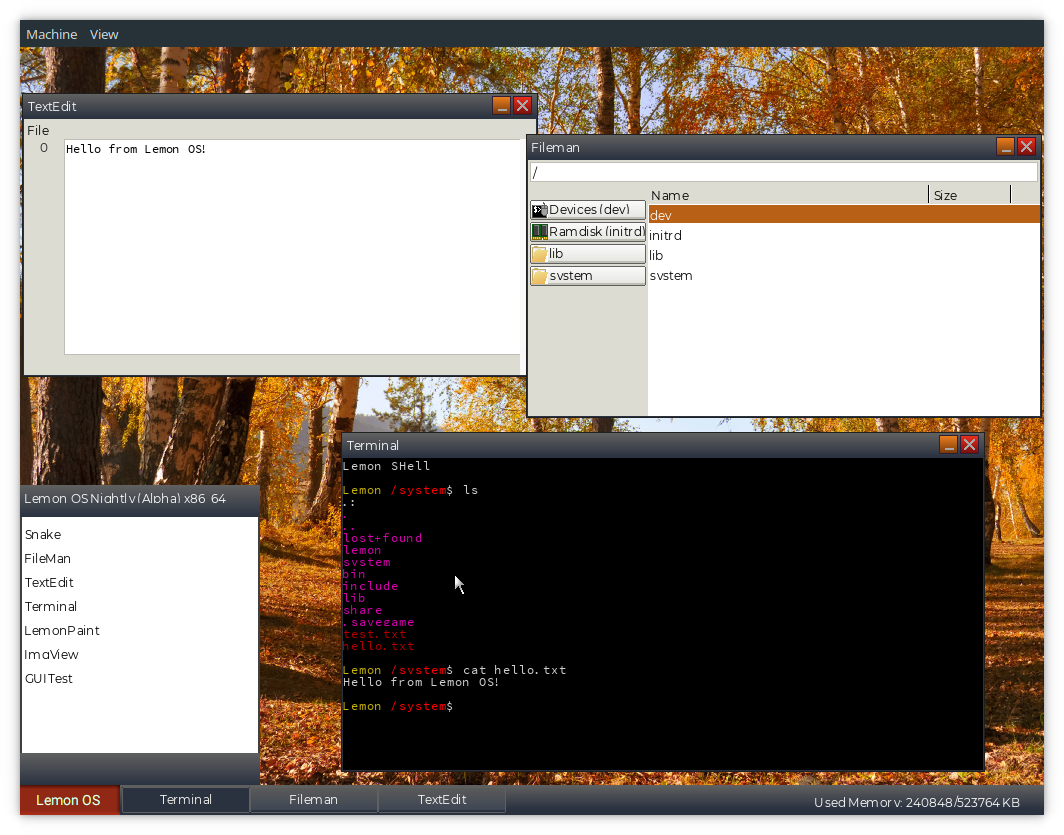 Machine View
TextEdit
File
0 Hello from Lemon OS!
Fileman
/
Name Size
Devices (dev)
Ramdisk (initrd)
lib
system
dev
initrd
lib
system
Terminal
Lemon SHell
Lemon /system$ ls
.:
.
..
lost+found
lemon
system
bin
include
lib
share
.savegame
test.txt
hello.txt
Lemon /system$ cat hello.txt
Hello from Lemon OS!
Lemon /system$
Lemon OS Nightly (Alpha) x86_64
Snake
FileMan
TextEdit
Terminal
LemonPaint
ImgView
GUITest
Lemon OS Terminal Fileman TextEdit Used Memory: 240848/523764 KB